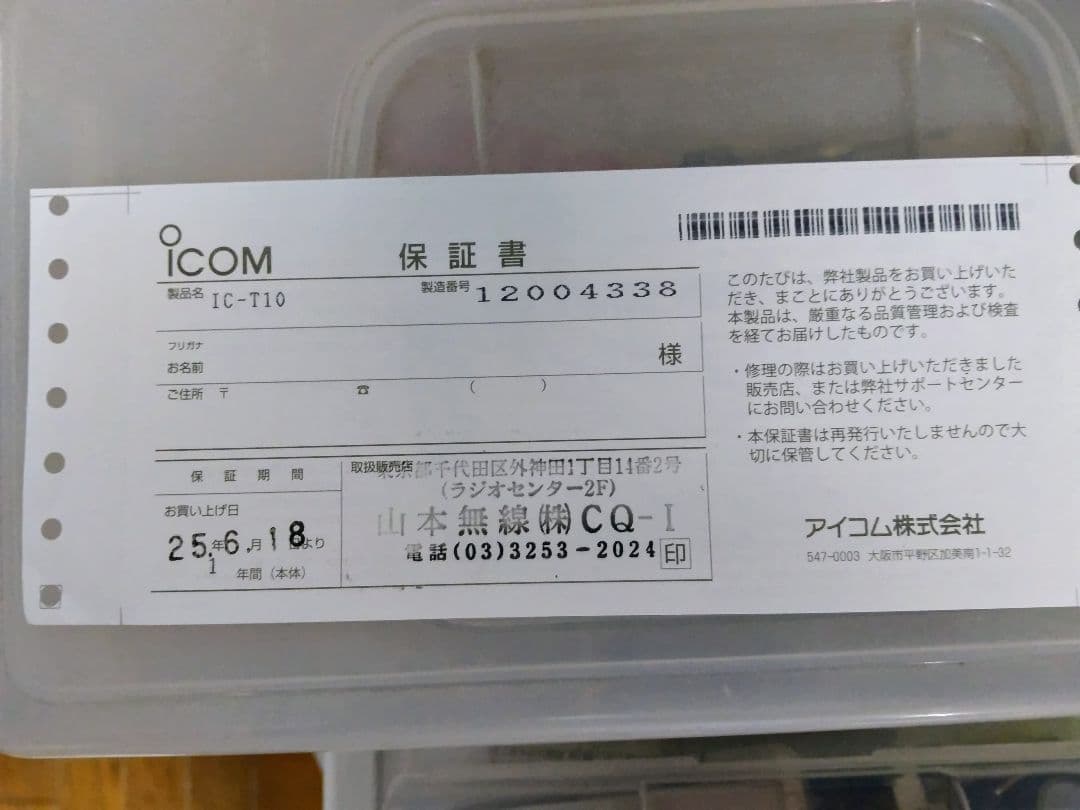 ICOM
保証書
製品名 IC-T10
製造番号 12004338
フリガナ
お名前 様
ご住所 〒 ☎ ( )
保証期間
お買い上げ日
25年6月18日より
1 年間（本体）
取扱販売店
東京都千代田区外神田1丁目14番2号
(ラジオセンター2F)
山本無線㈱CQ-I
電話(03)3253-2024 印
このたびは、弊社製品をお買い上げいた
だき、まことにありがとうございます。
本製品は、厳重なる品質管理および検査
を経てお届けしたものです。
・修理の際はお買い上げいただきました
販売店、または弊社サポートセンター
にお問い合わせください。
・本保証書は再発行いたしませんので大
切に保管してください。
アイコム株式会社
547-0003 大阪市平野区加美南1-1-32